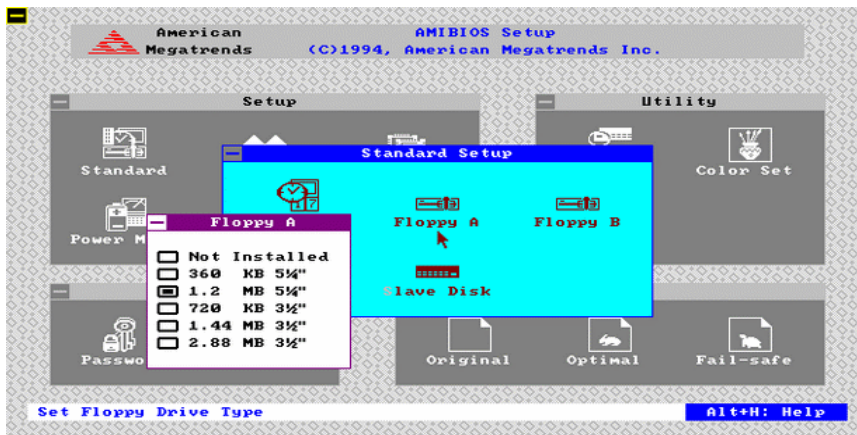 American
Megatrends
AMIBIOS Setup
(C)1994, American Megatrends Inc.
Setup
Utility
Standard
Color Set
Standard Setup
17
Floppy A
Floppy B
Power M
Floppy A
Not Installed
360 KB 5¼"
1.2 MB 5¼"
720 KB 3½"
1.44 MB 3½"
2.88 MB 3½"
Slave Disk
Passwo
Original
Optimal
Fail-safe
Set Floppy Drive Type
Alt+H: Help